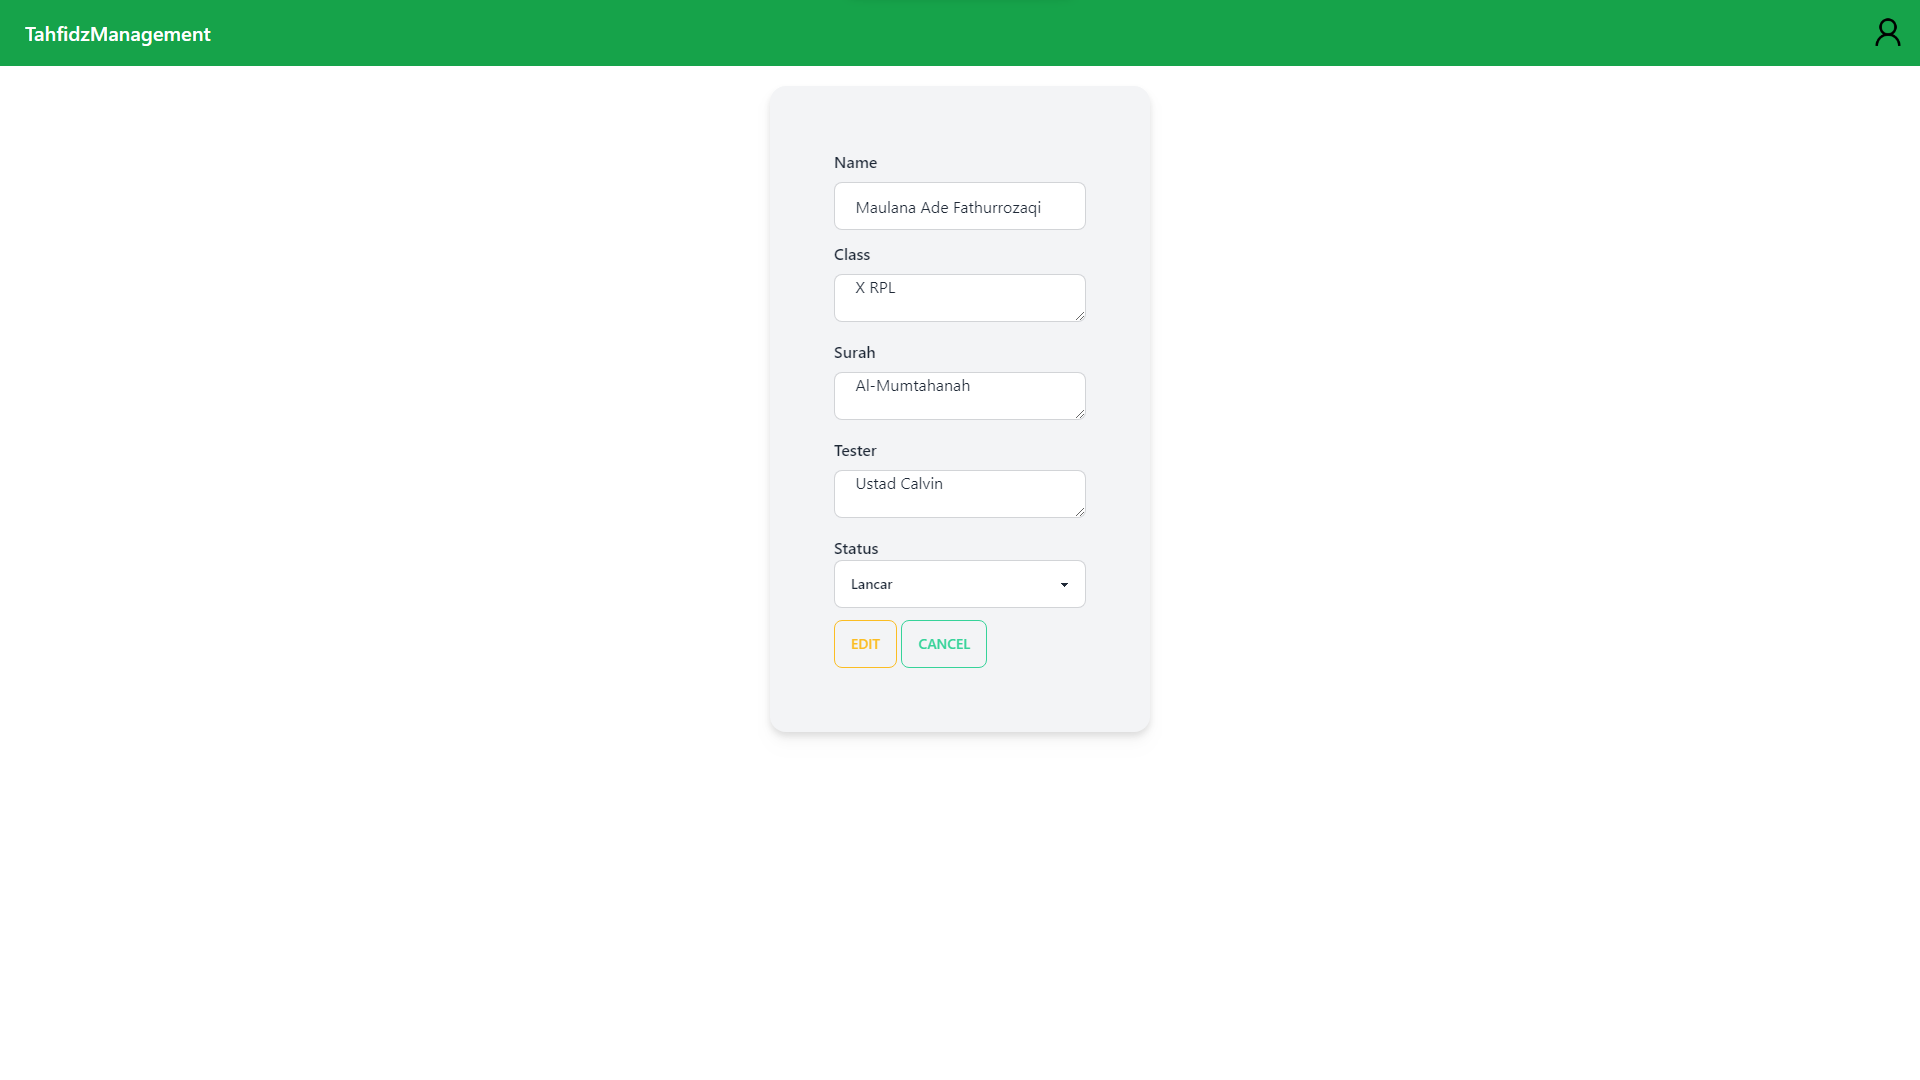 TahfidzManagement
Name
Maulana Ade Fathurrozaqi
Class
X RPL
Surah
Al-Mumtahanah
Tester
Ustad Calvin
Status
Lancar
EDIT CANCEL